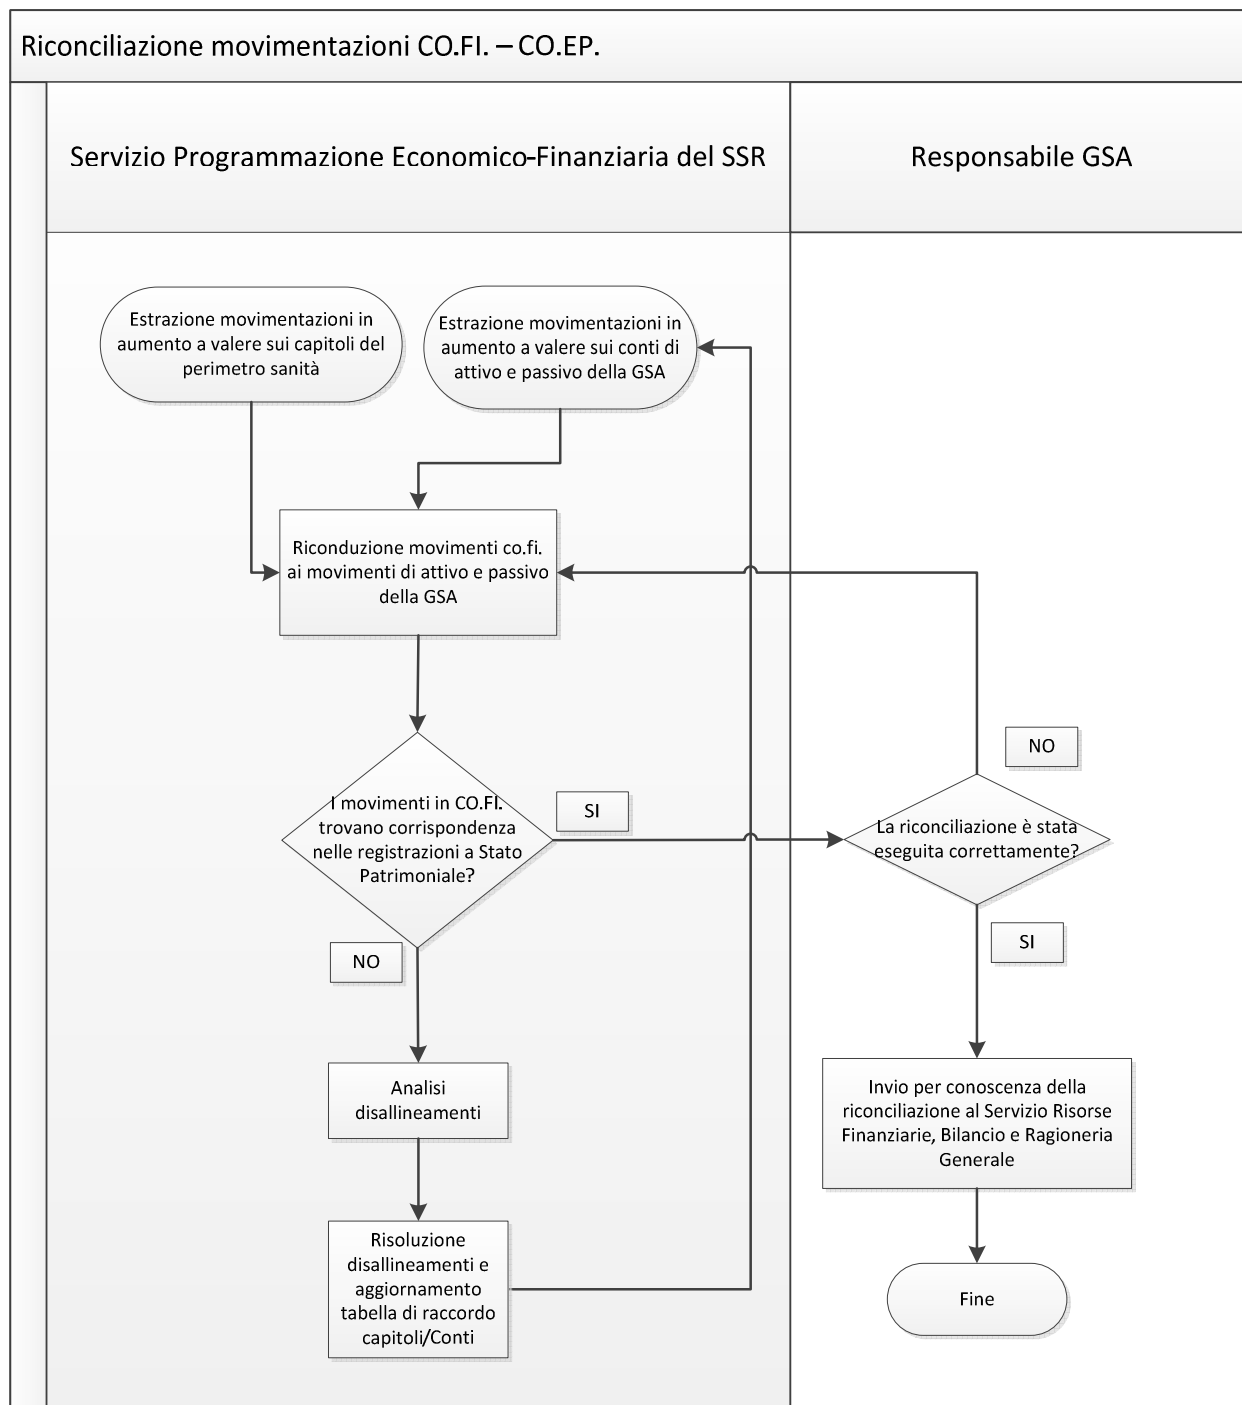 Riconciliazione movimentazioni CO.FI. – CO.EP.
Servizio Programmazione Economico-Finanziaria del SSR
Responsabile GSA
Estrazione movimentazioni in
aumento a valere sui capitoli del
perimetro sanità
Estrazione movimentazioni in
aumento a valere sui conti di
attivo e passivo della GSA
Riconduzione movimenti co.fi.
ai movimenti di attivo e passivo
della GSA
I movimenti in CO.FI.
trovano corrispondenza
nelle registrazioni a Stato
Patrimoniale?
SI
NO
La riconciliazione è stata
eseguita correttamente?
NO
SI
Analisi
disallineamenti
Risoluzione
disallineamenti e
aggiornamento
tabella di raccordo
capitoli/Conti
Invio per conoscenza della
riconciliazione al Servizio Risorse
Finanziarie, Bilancio e Ragioneria
Generale
Fine